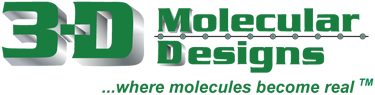 3-D Molecular
Designs
...where molecules become real ™